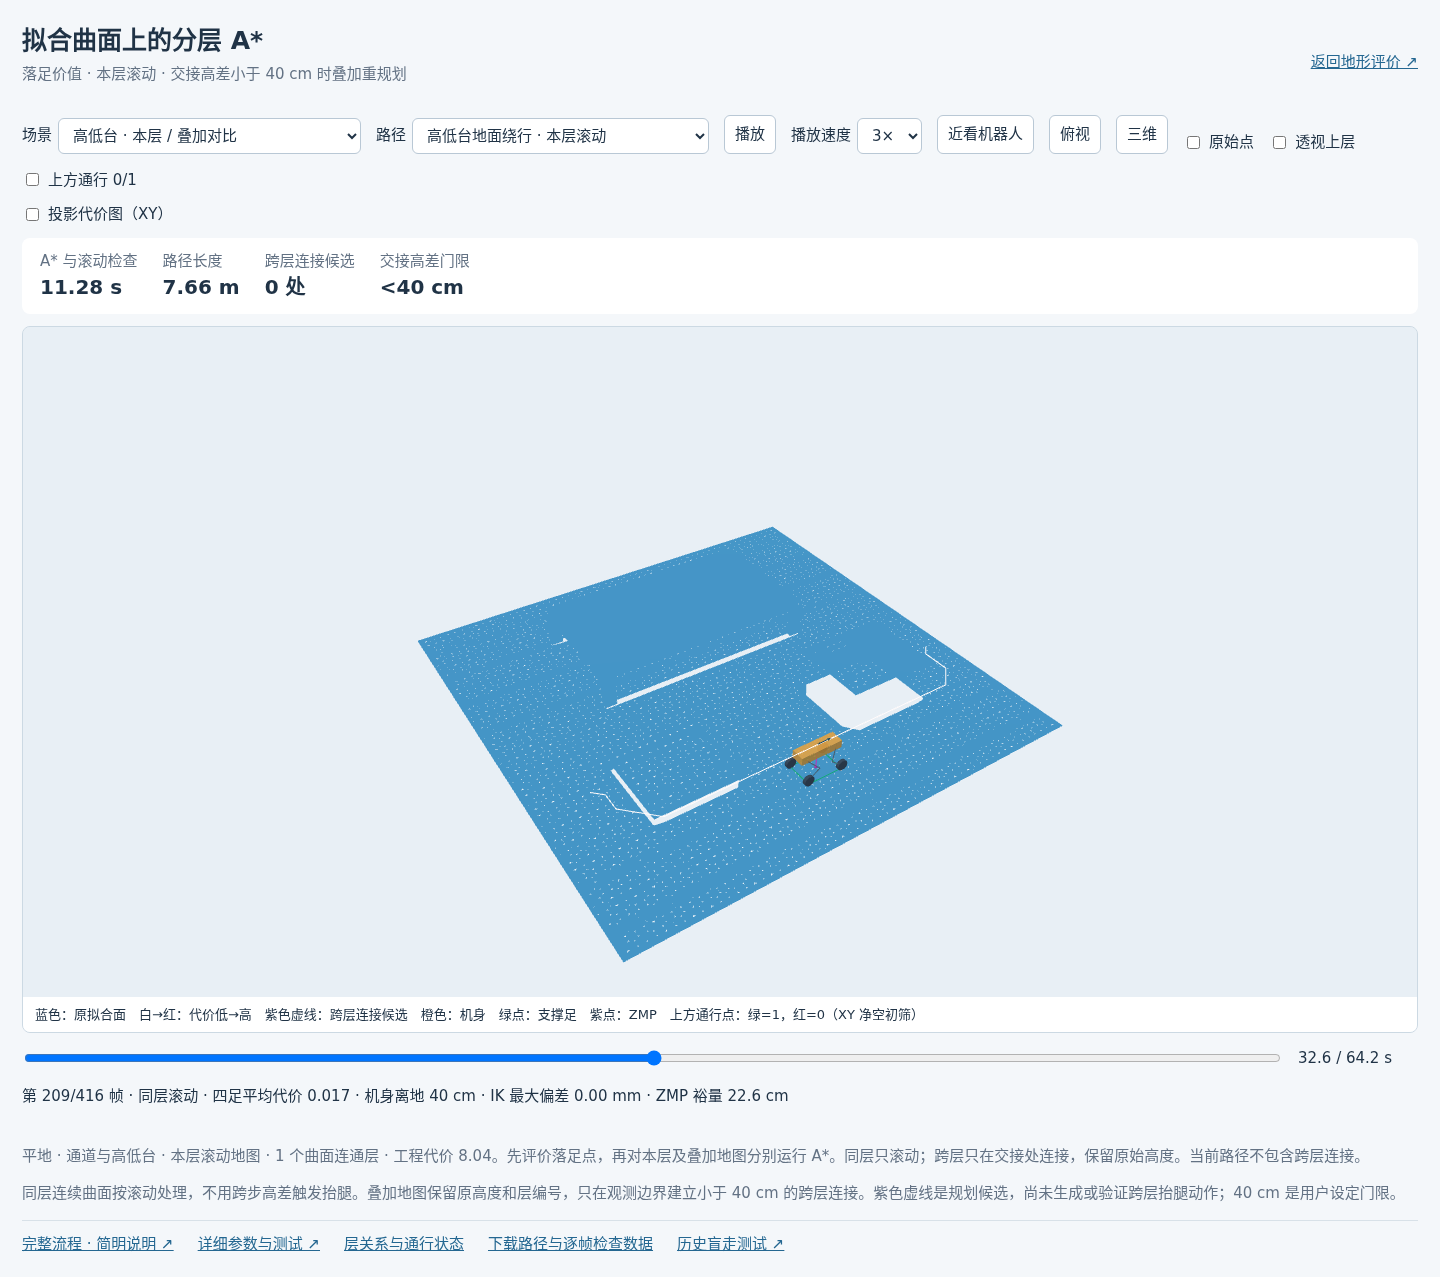 拟合曲面上的分层 A*
落足价值 · 本层滚动 · 交接高差小于 40 cm 时叠加重规划
返回地形评价 ↗
场景 高低台 · 本层 / 叠加对比 路径 高低台地面绕行 · 本层滚动 播放 播放速度 3× 近看机器人 俯视 三维 原始点 透视上层
上方通行 0/1
投影代价图（XY）
A* 与滚动检查 路径长度 跨层连接候选 交接高差门限
11.28 s 7.66 m 0 处 <40 cm
蓝色：原拟合面 白→红：代价低→高 紫色虚线：跨层连接候选 橙色：机身 绿点：支撑足 紫点：ZMP 上方通行点：绿=1，红=0（XY 净空初筛）
32.6 / 64.2 s
第 209/416 帧 · 同层滚动 · 四足平均代价 0.017 · 机身离地 40 cm · IK 最大偏差 0.00 mm · ZMP 裕量 22.6 cm
平地 · 通道与高低台 · 本层滚动地图 · 1 个曲面连通层 · 工程代价 8.04。先评价落足点，再对本层及叠加地图分别运行 A*。同层只滚动；跨层只在交接处连接，保留原始高度。当前路径不包含跨层连接。
同层连续曲面按滚动处理，不用跨步高差触发抬腿。叠加地图保留原高度和层编号，只在观测边界建立小于 40 cm 的跨层连接。紫色虚线是规划候选，尚未生成或验证跨层抬腿动作；40 cm 是用户设定门限。
完整流程 · 简明说明 ↗ 详细参数与测试 ↗ 层关系与通行状态 下载路径与逐帧检查数据 历史盲走测试 ↗